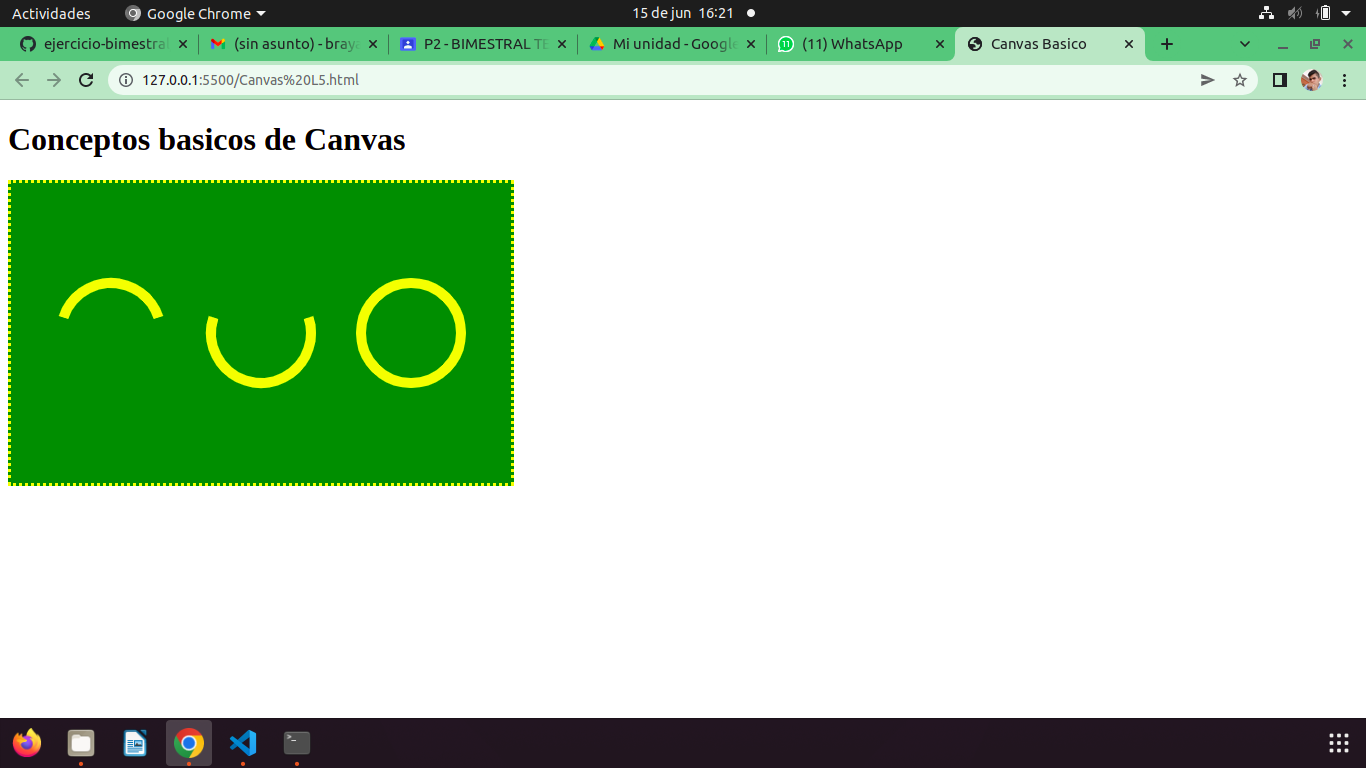 Actividades Google Chrome 15 de jun 16:21
ejercicio-bimestral (sin asunto) - braya P2 - BIMESTRAL TE Mi unidad - Google (11) WhatsApp Canvas Basico
127.0.0.1:5500/Canvas%20L5.html
Conceptos basicos de Canvas